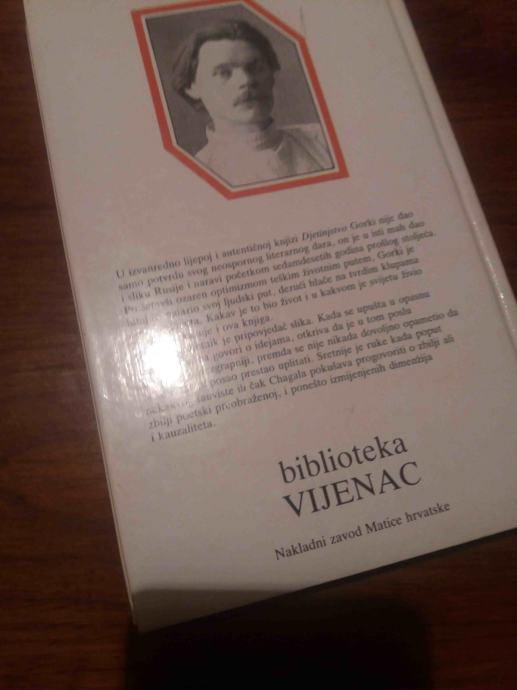 U izvanredno lijepoj i autentičnoj knjizi Djetinjstvo Gorki nije dao
samo potvrdu svog neospornog literarnog dara, on je u isti mah dao
i sliku Rusije i naravi početkom sedamdesetih godina prošlog stoljeća.
ozaren optimizmom teškim životnim putem, Gorki je
svoj ljudski put, derući hlače na tvrdim klupama
Kakav je to bio život i u kakvom je svijetu živio
i ova knjiga.
je pripovjedač slika. Kada se upušta u opasnu
govori o idejama, otkriva da je u tom poslu
premda se nije nikada dovoljno opametio da
posao prestao uplitati. Sretnije je ruke kada poput
ili čak Chagala pokušava progovoriti o zbilji ali
zbilji poetski preobraženoj, i ponešto izmijenjenih dimenzija
i kauzaliteta.
biblioteka
VIJENAC
Nakladni zavod Matice hrvatske